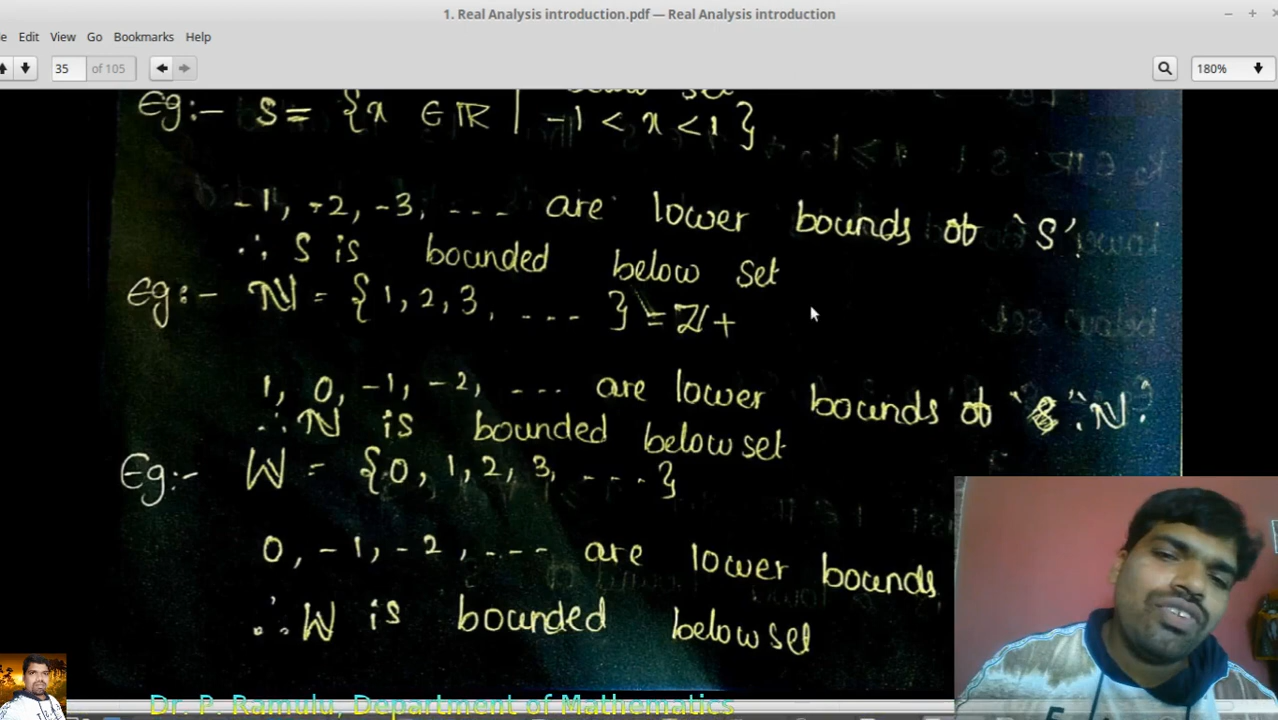 1. Real Analysis introduction.pdf — Real Analysis introduction
e Edit View Go Bookmarks Help
35 of 105 180%
Eg:- S = {x ∈ ℝ | -1 < x < 1}
-1, -2, -3, --- are lower bounds of `S'
∴ S is bounded below set
Eg:- ℕ = {1, 2, 3, .... } = ℤ+
1, 0, -1, -2, --- are lower bounds of `ℕ'
∴ ℕ is bounded below set
Eg:- W = {0, 1, 2, 3, ....}
0, -1, -2, --- are lower bounds
∴ W is bounded below set
Dr. P. Ramulu, Department of Mathematics